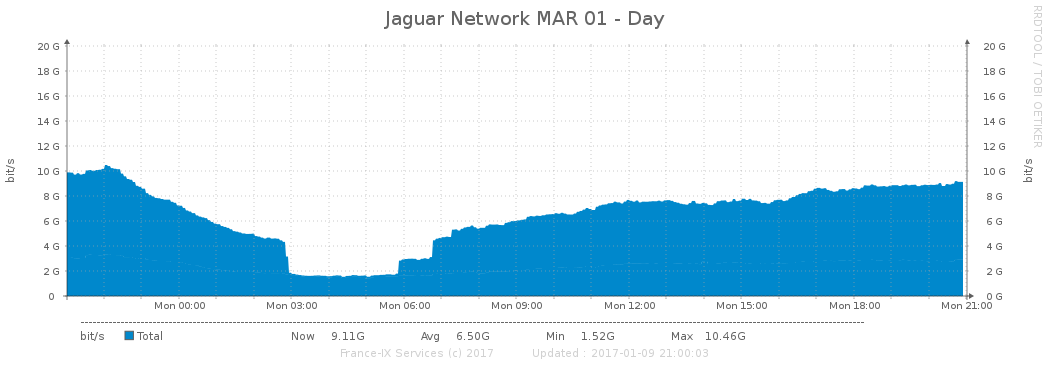 Jaguar Network MAR 01 - Day
RRDTOOL / TOBI OETIKER
bit/s
20 G 20 G
18 G 18 G
16 G 16 G
14 G 14 G
12 G 12 G
10 G 10 G
8 G 8 G
6 G 6 G
4 G 4 G
2 G 2 G
0 0 G
bit/s
Mon 00:00 Mon 03:00 Mon 06:00 Mon 09:00 Mon 12:00 Mon 15:00 Mon 18:00 Mon 21:00
bit/s Total Now 9.11G Avg 6.50G Min 1.52G Max 10.46G
France-IX Services (c) 2017 Updated : 2017-01-09 21:00:03